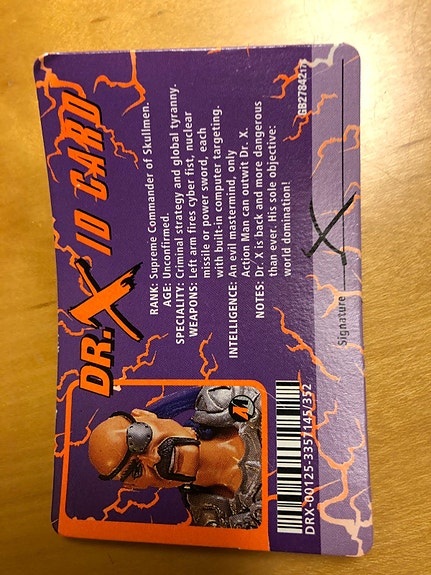 DR. X ID CARD
RANK: Supreme Commander of Skullmen.
AGE: Unconfirmed.
SPECIALITY: Criminal strategy and global tyranny.
WEAPONS: Left arm fires cyber fist, nuclear
missile or power sword, each
with built-in computer targeting.
INTELLIGENCE: An evil mastermind, only
Action Man can outwit Dr. X.
NOTES: Dr. X is back and more dangerous
than ever. His sole objective:
world domination!
DRX-00125-3357145/352
Signature X